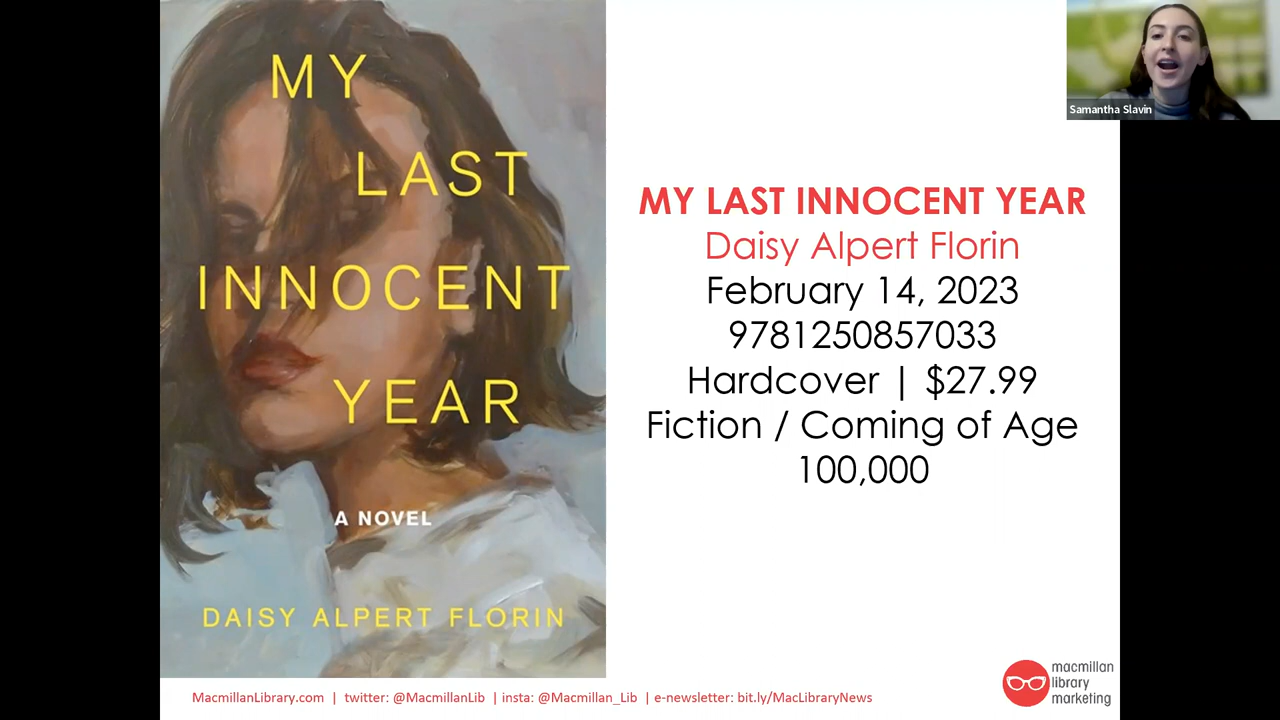 MY
LAST
INNOCENT
YEAR
A NOVEL
DAISY ALPERT FLORIN
MY LAST INNOCENT YEAR
Daisy Alpert Florin
February 14, 2023
9781250857033
Hardcover | $27.99
Fiction / Coming of Age
100,000
Samantha Slavin
MacmillanLibrary.com | twitter: @MacmillanLib | insta: @Macmillan_Lib | e-newsletter: bit.ly/MacLibraryNews
macmillan
library
marketing